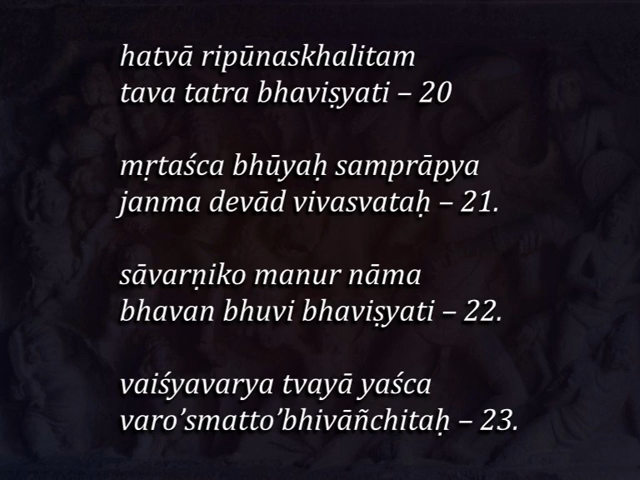 hatvā ripūnaskhalitam
tava tatra bhaviṣyati – 20
mṛtaśca bhūyaḥ samprāpya
janma devād vivasvataḥ – 21.
sāvarṇiko manur nāma
bhavan bhuvi bhaviṣyati – 22.
vaiśyavarya tvayā yaśca
varo’smatto’bhivāñchitaḥ – 23.